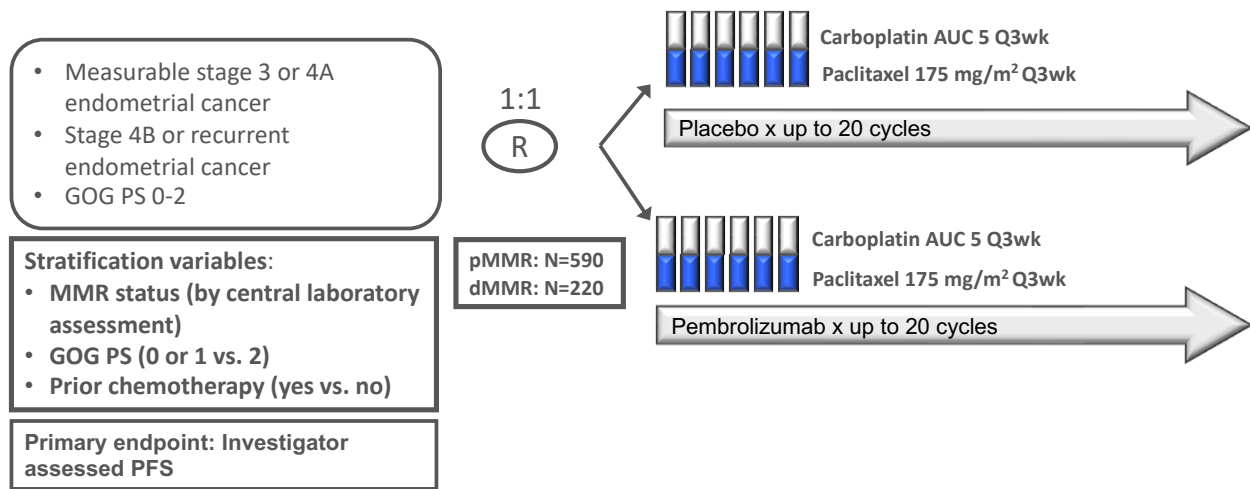 • Measurable stage 3 or 4A
endometrial cancer
• Stage 4B or recurrent
endometrial cancer
• GOG PS 0-2
Stratification variables:
• MMR status (by central laboratory
assessment)
• GOG PS (0 or 1 vs. 2)
• Prior chemotherapy (yes vs. no)
Primary endpoint: Investigator
assessed PFS
1:1
R
pMMR: N=590
dMMR: N=220
Carboplatin AUC 5 Q3wk
Paclitaxel 175 mg/m² Q3wk
Placebo x up to 20 cycles
Carboplatin AUC 5 Q3wk
Paclitaxel 175 mg/m² Q3wk
Pembrolizumab x up to 20 cycles